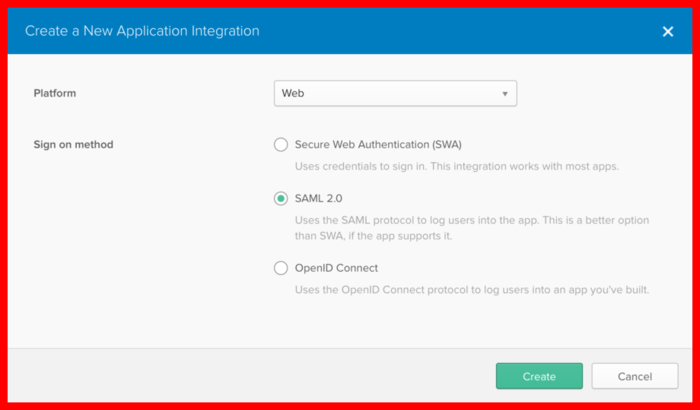 Create a New Application Integration
Platform
Web
Sign on method
Secure Web Authentication (SWA)
Uses credentials to sign in. This integration works with most apps.
SAML 2.0
Uses the SAML protocol to log users into the app. This is a better option
than SWA, if the app supports it.
OpenID Connect
Uses the OpenID Connect protocol to log users into an app you've built.
Create
Cancel